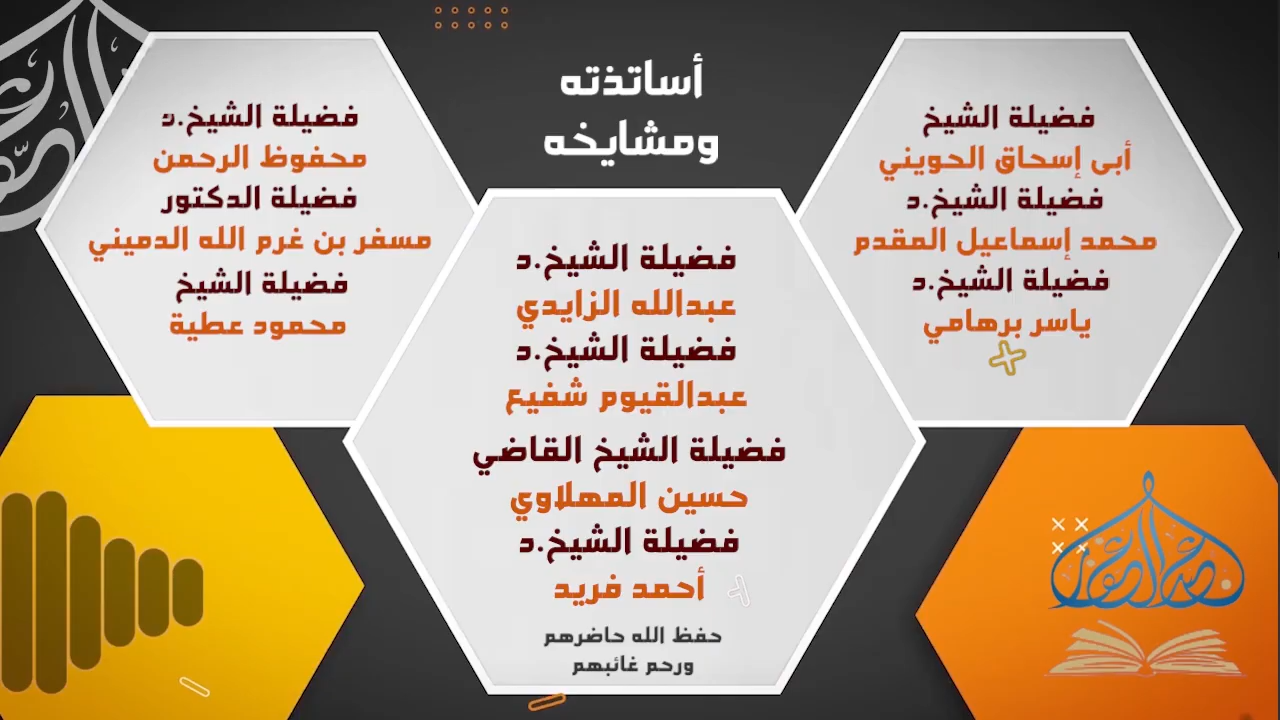 أساتذته
ومشايخه
فضيلة الشيخ
أبى إسحاق الحويني
فضيلة الشيخ.د
محمد إسماعيل المقدم
فضيلة الشيخ.د
ياسر برهامي
فضيلة الشيخ.د
عبدالله الزايدي
فضيلة الشيخ.د
عبدالقيوم شفيع
فضيلة الشيخ القاضي
حسين المهلاوي
فضيلة الشيخ.د
أحمد فريد
حفظ الله حاضرهم
ورحم غائبهم
فضيلة الشيخ.د
محفوظ الرحمن
فضيلة الدكتور
مسفر بن غرم الله الدميني
فضيلة الشيخ
محمود عطية